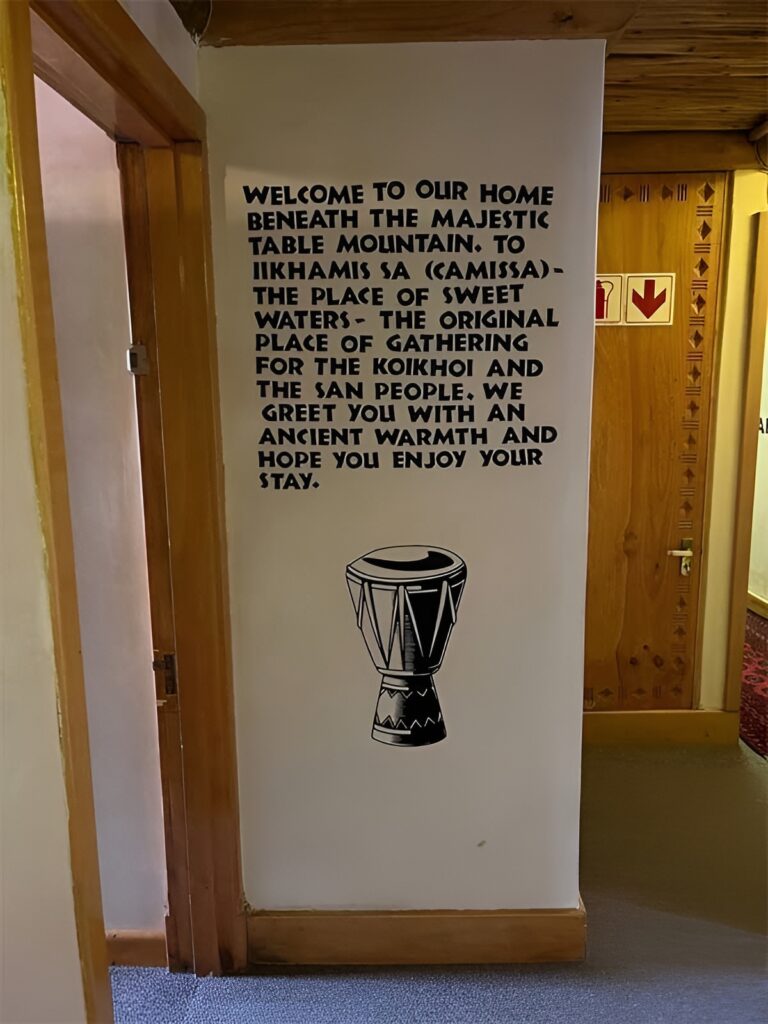 WELCOME TO OUR HOME
BENEATH THE MAJESTIC
TABLE MOUNTAIN. TO
IIKHAMIS SA (CAMISSA)-
THE PLACE OF SWEET
WATERS- THE ORIGINAL
PLACE OF GATHERING
FOR THE KOIKHOI AND
THE SAN PEOPLE. WE
GREET YOU WITH AN
ANCIENT WARMTH AND
HOPE YOU ENJOY YOUR
STAY.